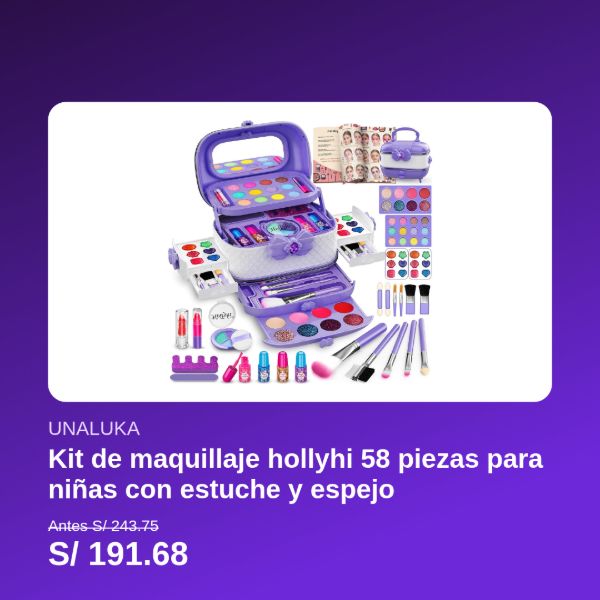 UNALUKA
Kit de maquillaje hollyhi 58 piezas para
niñas con estuche y espejo
Antes S/ 243.75
S/ 191.68